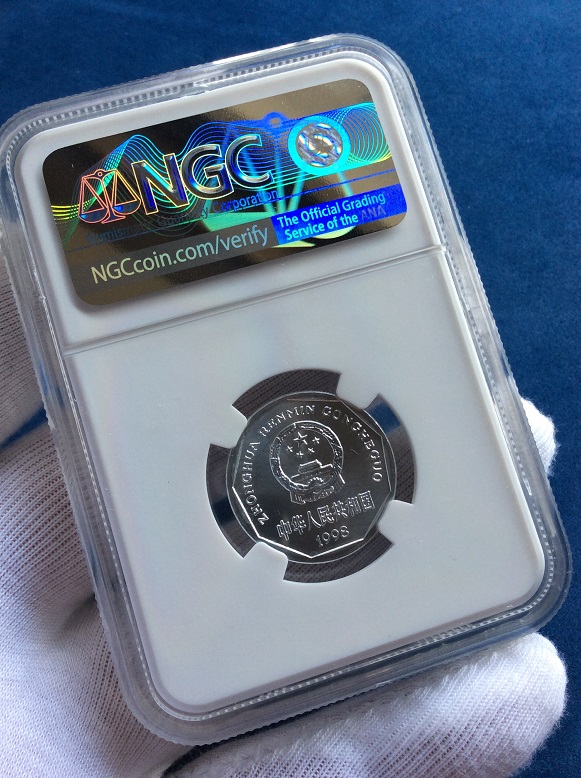 NGC
Numismatic Guaranty Corporation
NGCcoin.com/verify
The Official Grading
Service of the ANA
ZHONGHUA RENMIN GONGHEGUO
中华人民共和国
1998